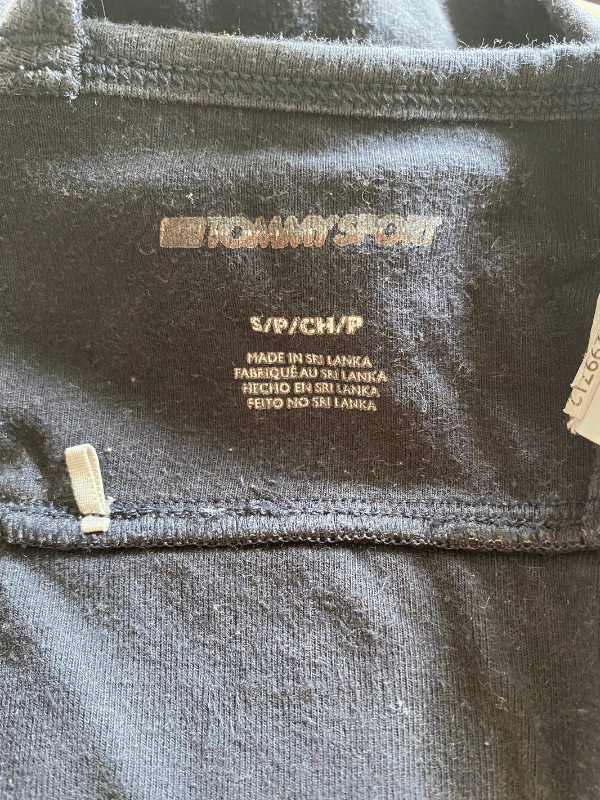 TOMMY SPORT
S/P/CH/P
MADE IN SRI LANKA
FABRIQUÉ AU SRI LANKA
HECHO EN SRI LANKA
FEITO NO SRI LANKA